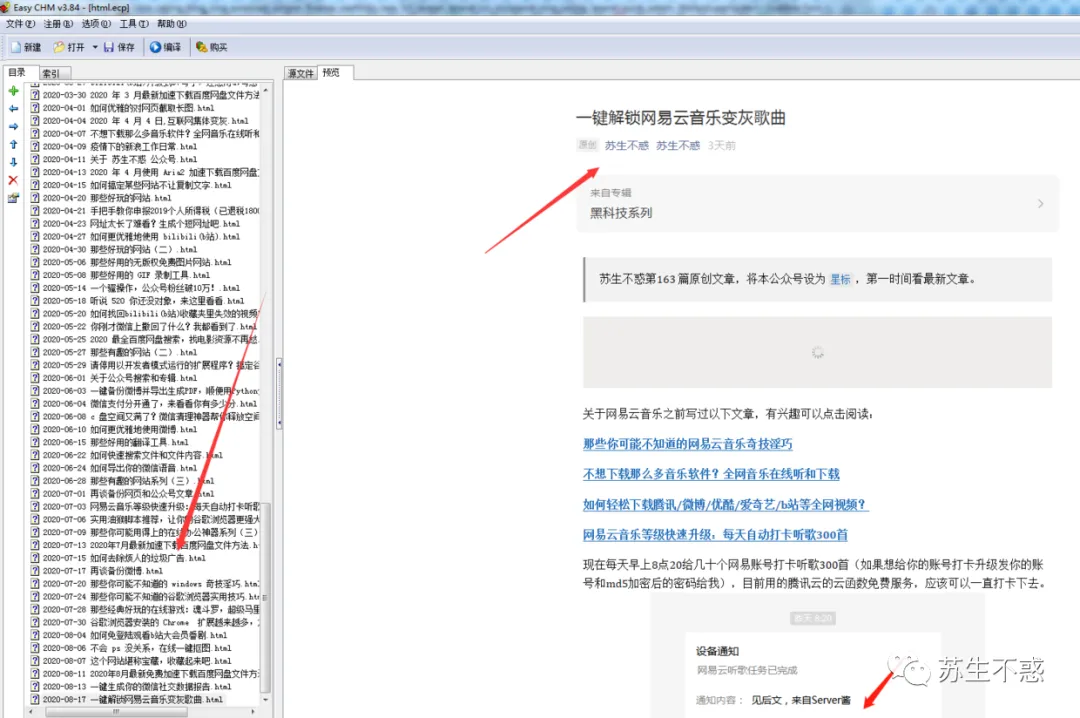 Easy CHM v3.84 - [html.ecp]
文件(F) 注册(R) 选项(O) 工具(T) 帮助(H)
新建 打开 保存 编译 购买
目录 索引
2020-03-30 2020 年 3 月最新加速下载百度网盘文件方法
2020-04-01 如何优雅的对网页截取长图.html
2020-04-04 2020 年 4 月 4 日,互联网集体变灰.html
2020-04-07 不想下载那么多音乐软件？全网音乐在线听和
2020-04-09 疫情下的新浪工作日常.html
2020-04-11 关于 苏生不惑 公众号.html
2020-04-13 2020 年 4 月使用 Aria2 加速下载百度网盘
2020-04-15 如何搞定某些网站不让复制文字.html
2020-04-20 那些好玩的网站.html
2020-04-21 手把手教你申报2019个人所得税（已退税180
2020-04-23 网址太长了难看？生成个短网址吧.html
2020-04-27 如何更优雅地使用 bilibili(b站).html
2020-04-30 那些好玩的网站（二）.html
2020-05-06 那些好用的无版权免费图片网站.html
2020-05-08 那些好用的 GIF 录制工具.html
2020-05-14 一个骚操作，公众号粉丝破10万！.html
2020-05-18 听说 520 你还没对象，来这里看看.html
2020-05-20 如何找回bilibili(b站)收藏夹里失效的视频
2020-05-22 你刚才微信上撤回了什么？我都看到了.html
2020-05-25 2020 最全百度网盘搜索，找电影资源不再愁
2020-05-27 那些有趣的网站（二）.html
2020-05-29 请停用以开发者模式运行的扩展程序？搞定谷
2020-06-01 关于公众号搜索和专辑.html
2020-06-03 一键备份微博并导出生成PDF，顺便用Python
2020-06-04 微信支付分开通了，来看看你有多少分.html
2020-06-08 c 盘空间又满了？微信清理神器帮你释放空间
2020-06-10 如何更优雅地使用微博.html
2020-06-15 那些好用的翻译工具.html
2020-06-22 如何快速搜索文件和文件内容.html
2020-06-24 如何导出你的微信语音.html
2020-06-28 那些有趣的网站系列（三）.html
2020-07-01 再谈备份网页和公众号文章.html
2020-07-03 网易云音乐等级快速升级：每天自动打卡听歌
2020-07-06 实用油猴脚本推荐，让你的谷歌浏览器更强大
2020-07-09 那些你可能用得上的在线办公神器系列（三）
2020-07-13 2020年7月最新加速下载百度网盘文件方法.h
2020-07-15 如何去除烦人的垃圾广告.html
2020-07-17 再谈备份微博.html
2020-07-20 那些你可能不知道的 windows 奇技淫巧.html
2020-07-24 那些你可能不知道的谷歌浏览器实用技巧.html
2020-07-28 那些经典好玩的在线游戏：魂斗罗，超级马里
2020-07-30 谷歌浏览器安装的 Chrome 扩展越来越多，
2020-08-04 如何免登陆观看b站大会员番剧.html
2020-08-06 不会 ps 没关系，在线一键抠图.html
2020-08-07 这个网站堪称宝藏，收藏起来吧.html
2020-08-11 2020年8月最新免费加速下载百度网盘文件方
2020-08-13 一键生成你的微信社交数据报告.html
2020-08-17 一键解锁网易云音乐变灰歌曲.html
源文件 预览
一键解锁网易云音乐变灰歌曲
原创 苏生不惑 苏生不惑 3天前
来自专辑
黑科技系列
苏生不惑第163 篇原创文章，将本公众号设为 星标，第一时间看最新文章。
关于网易云音乐之前写过以下文章，有兴趣可以点击阅读：
那些你可能不知道的网易云音乐奇技淫巧
不想下载那么多音乐软件？全网音乐在线听和下载
如何轻松下载腾讯/微博/优酷/爱奇艺/b站等全网视频？
网易云音乐等级快速升级：每天自动打卡听歌300首
现在每天早上8点20给几十个网易账号打卡听歌300首（如果想给你的账号打卡升级发你的账
号和md5加密后的密码给我），目前用的腾讯云的云函数免费服务，应该可以一直打卡下去。
昨天 8:20
设备通知
网易云听歌任务已完成
通知内容： 见后文，来自Server酱
苏生不惑